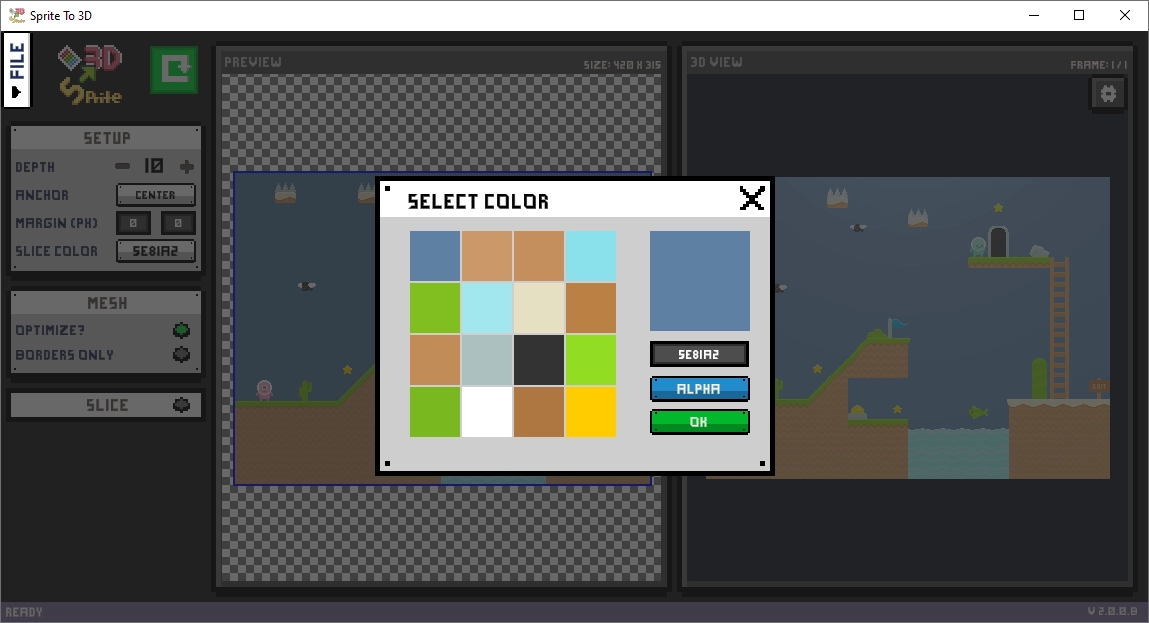 Sprite To 3D
FILE
3D
Sprite
PREVIEW
SIZE: 420 X 315
3D VIEW
FRAME: 1 / 1
SETUP
DEPTH
10
ANCHOR
CENTER
MARGIN (PX)
0
0
SLICE COLOR
5E81A2
MESH
OPTIMIZE?
BORDERS ONLY
SLICE
SELECT COLOR
5E81A2
ALPHA
OK
EXIT
READY
V 2.0.0.B